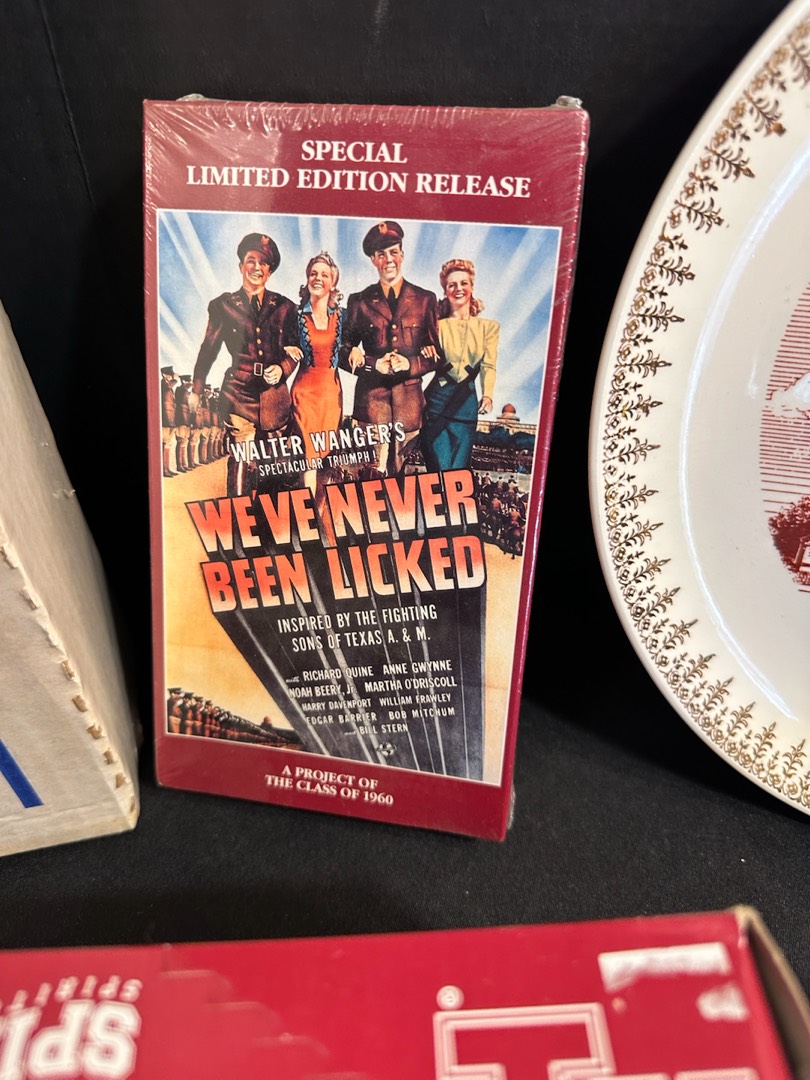 SPECIAL
LIMITED EDITION RELEASE
WALTER WANGER'S
SPECTACULAR TRIUMPH!
WE'VE NEVER
BEEN LICKED
INSPIRED BY THE FIGHTING
SONS OF TEXAS A. & M.
with RICHARD QUINE ANNE GWYNNE
NOAH BEERY, Jr. MARTHA O'DRISCOLL
HARRY DAVENPORT WILLIAM FRAWLEY
EDGAR BARRIER BOB MITCHUM
and BILL STERN
A PROJECT OF
THE CLASS OF 1960
®